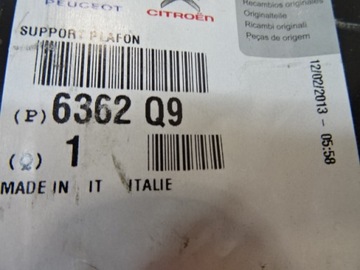 PEUGEOT
CITROËN
Recambios originales
Originalteile
Ricambi originali
Peças de origem
SUPPORT PLAFON
(P) 6362 Q9
1
MADE IN IT ITALIE
12/02/2013 - 05:58